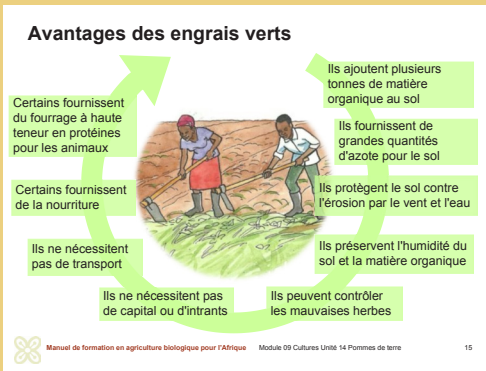 Avantages des engrais verts
Ils ajoutent plusieurs
tonnes de matière
organique au sol
Ils fournissent de
grandes quantités
d'azote pour le sol
Ils protègent le sol contre
l'érosion par le vent et l'eau
Ils préservent l'humidité du
sol et la matière organique
Ils peuvent contrôler
les mauvaises herbes
Ils ne nécessitent pas
de capital ou d'intrants
Ils ne nécessitent
pas de transport
Certains fournissent
de la nourriture
Certains fournissent
du fourrage à haute
teneur en protéines
pour les animaux
Manuel de formation en agriculture biologique pour l'Afrique Module 09 Cultures Unité 14 Pommes de terre 15